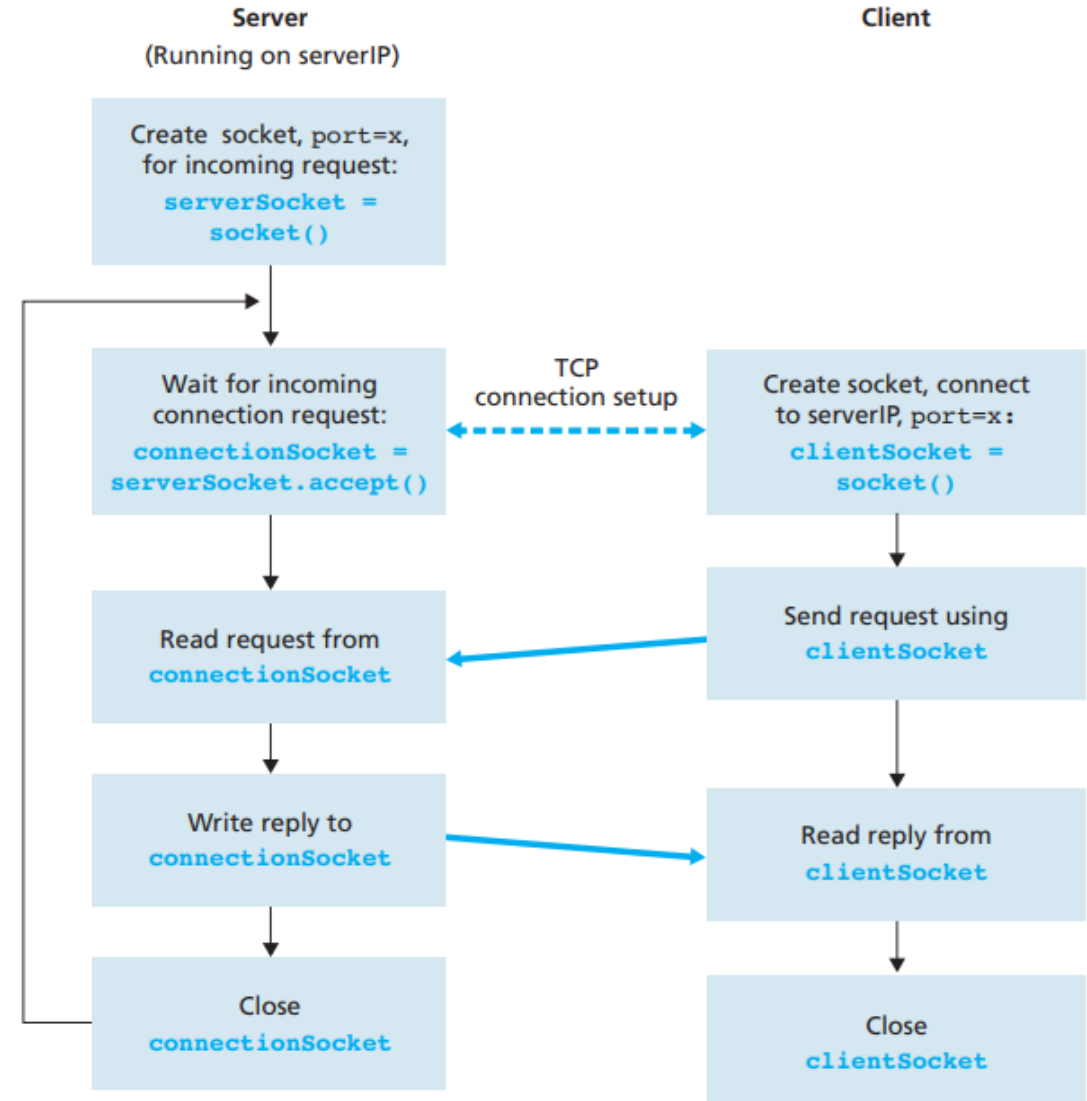 Server
(Running on serverIP)
Create socket, port=x,
for incoming request:
serverSocket =
socket()
Wait for incoming
connection request:
connectionSocket =
serverSocket.accept()
Read request from
connectionSocket
Write reply to
connectionSocket
Close
connectionSocket
TCP
connection setup
Client
Create socket, connect
to serverIP, port=x:
clientSocket =
socket()
Send request using
clientSocket
Read reply from
clientSocket
Close
clientSocket